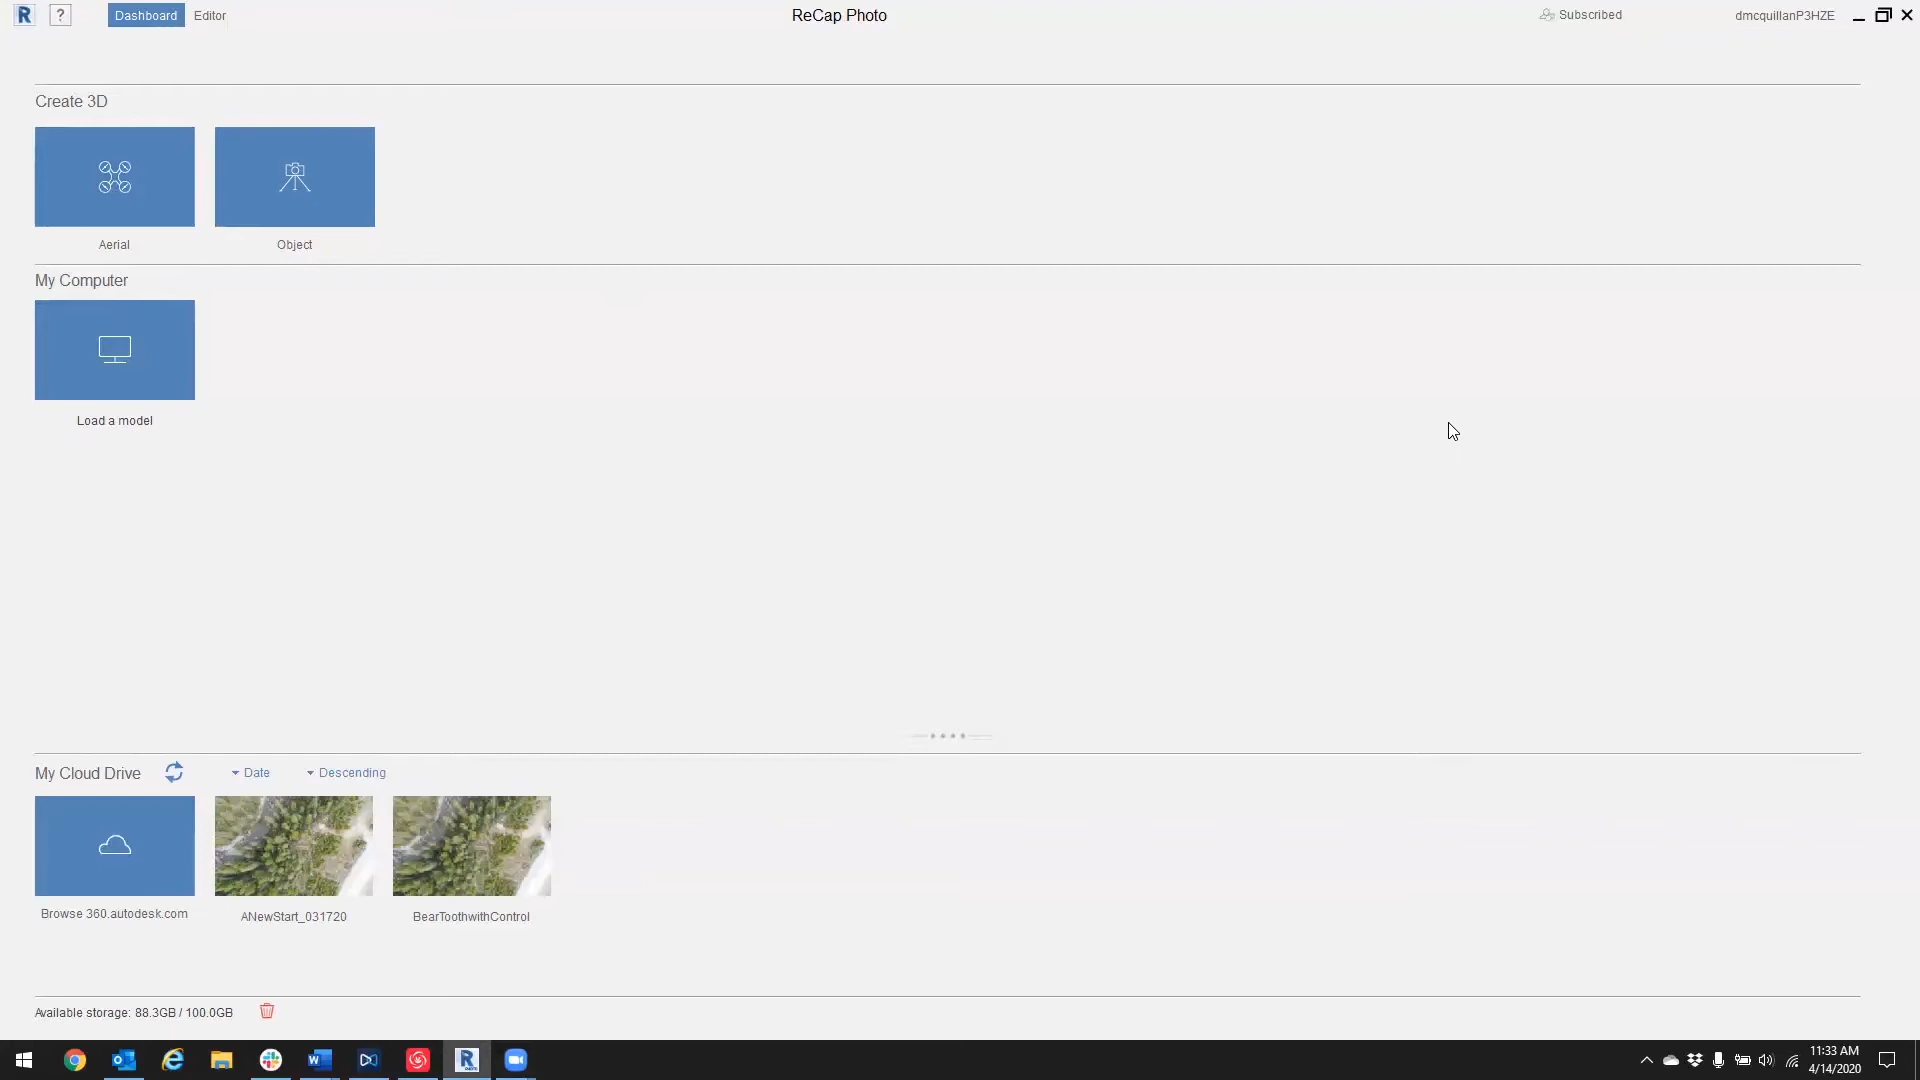 R ? Dashboard Editor ReCap Photo Subscribed dmcquillanP3HZE
Create 3D
Aerial Object
My Computer
Load a model
My Cloud Drive Date Descending
Browse 360.autodesk.com ANewStart_031720 BearToothwithControl
Available storage: 88.3GB / 100.0GB
11:33 AM
4/14/2020